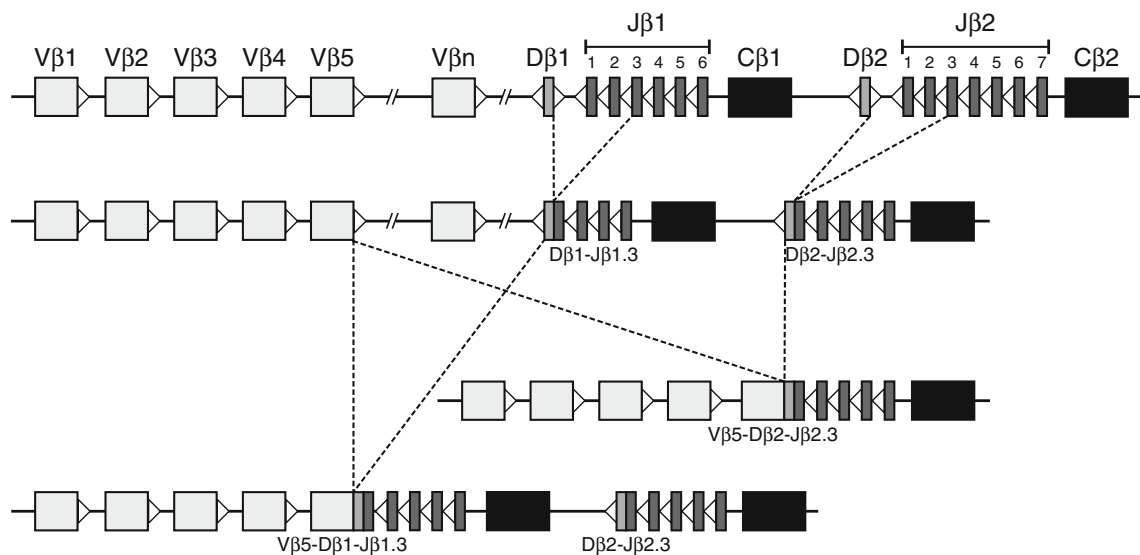 Jβ1 Jβ2
Vβ1 Vβ2 Vβ3 Vβ4 Vβ5 Vβn Dβ1 Cβ1 Dβ2 Cβ2
1 2 3 4 5 6 1 2 3 4 5 6 7
Dβ1-Jβ1.3 Dβ2-Jβ2.3
Vβ5-Dβ2-Jβ2.3
Vβ5-Dβ1-Jβ1.3 Dβ2-Jβ2.3